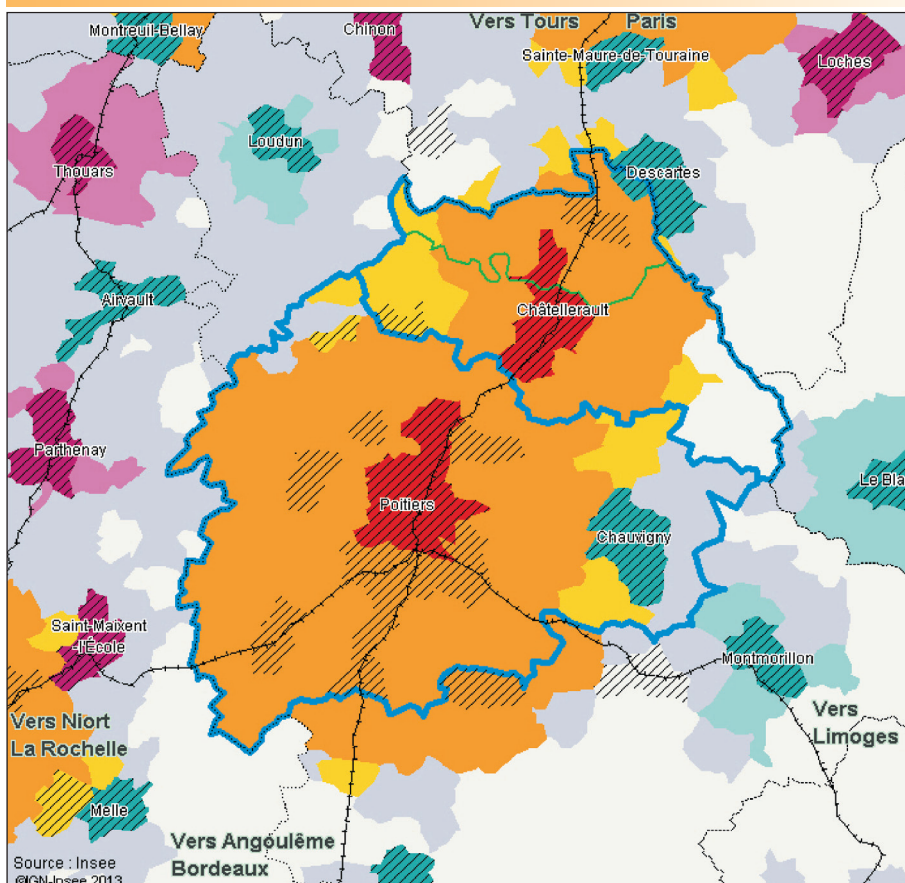 Vers Tours Paris
Montreuil-Bellay
Chinon
Sainte-Maure-de-Touraine
Loches
Loudun
Thouars
Descartes
Airvault
Châtellerault
Parthenay
Le Bla
Poitiers
Chauvigny
Saint-Maixent
-l'École
Montmorillon
Vers Niort
La Rochelle
Vers
Limoges
Melle
Vers Angoulême
Bordeaux
Source : Insee
©IGN-Insee 2013